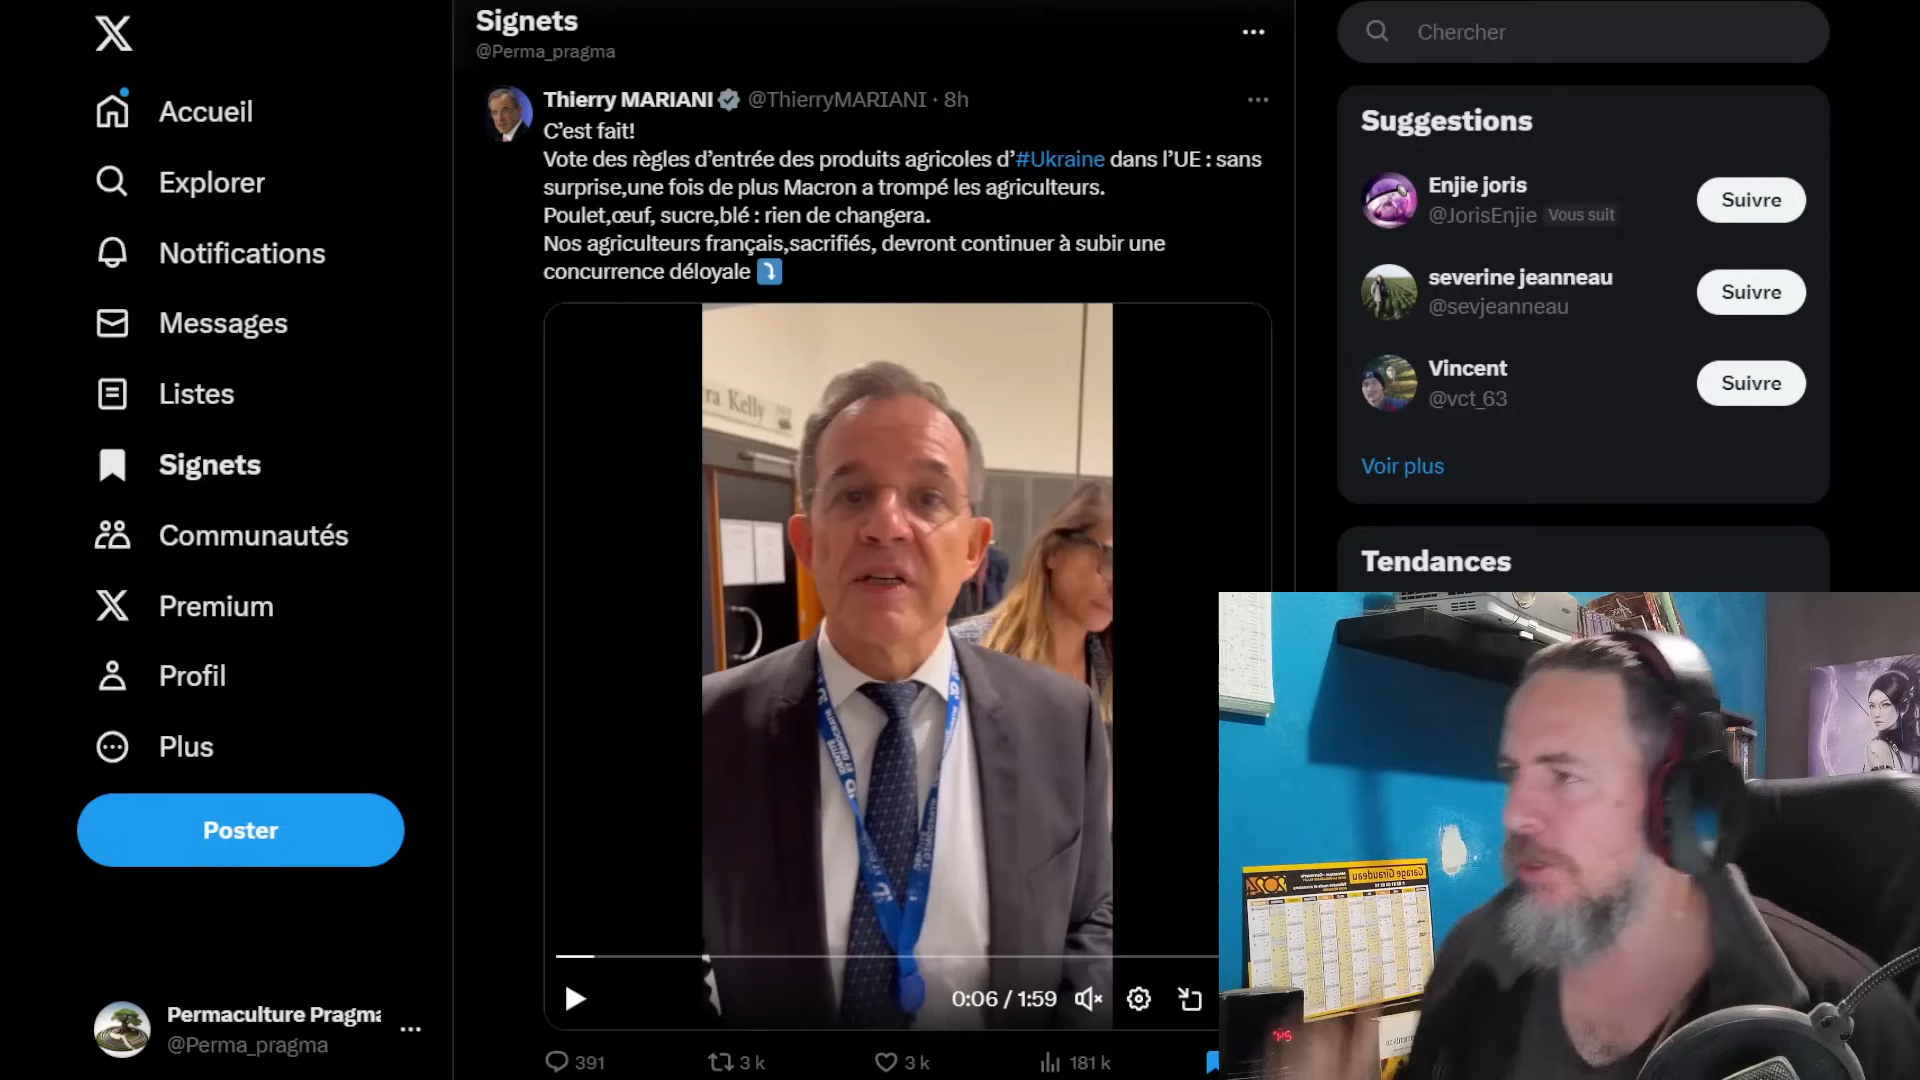 Accueil
Explorer
Notifications
Messages
Listes
Signets
Communautés
Premium
Profil
Plus
Poster
Permaculture Pragma
@Perma_pragma
Signets
@Perma_pragma
Thierry MARIANI @ThierryMARIANI · 8h
C'est fait!
Vote des règles d'entrée des produits agricoles d'#Ukraine dans l'UE : sans
surprise,une fois de plus Macron a trompé les agriculteurs.
Poulet,œuf, sucre,blé : rien de changera.
Nos agriculteurs français,sacrifiés, devront continuer à subir une
concurrence déloyale
ra Kelly
0:06 / 1:59
391
3 k
3 k
181 k
Chercher
Suggestions
Enjie joris
@JorisEnjie Vous suit
Suivre
severine jeanneau
@sevjeanneau
Suivre
Vincent
@vct_63
Suivre
Voir plus
Tendances
Garage Giraudeau